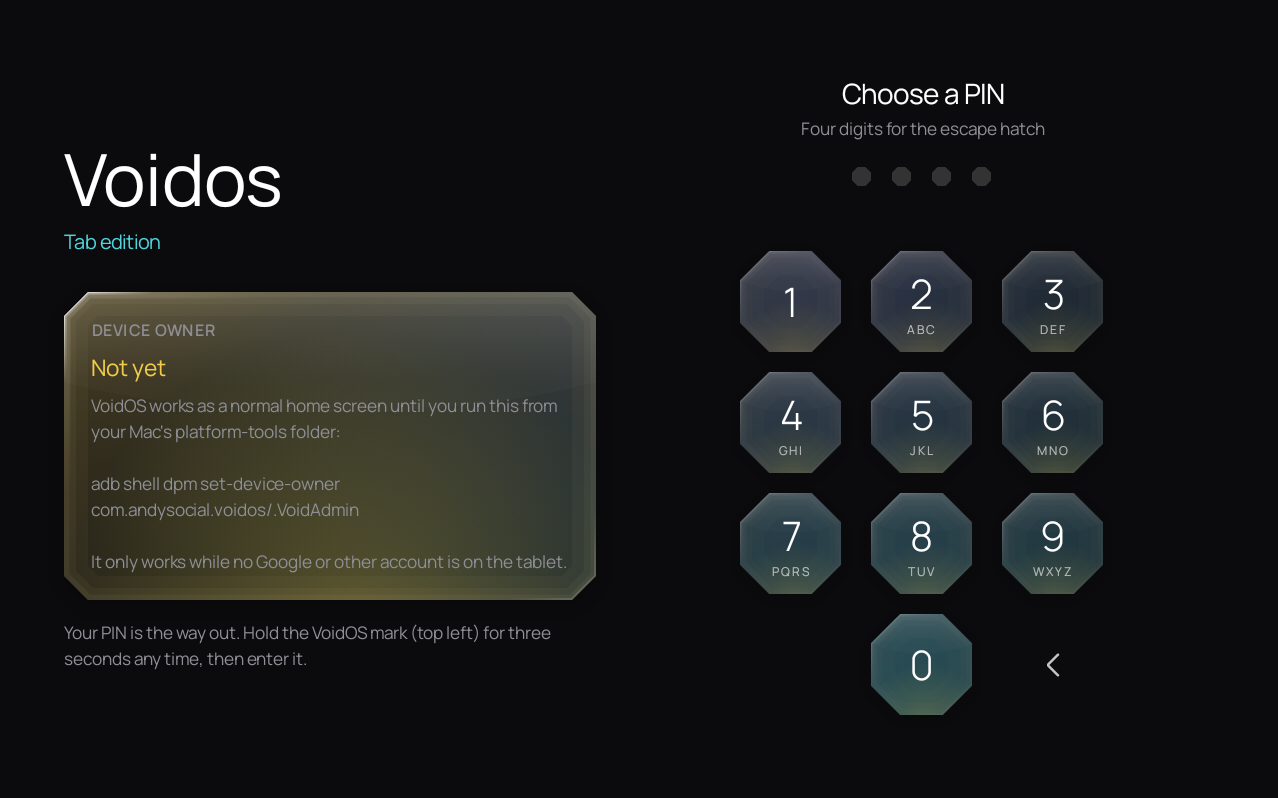 Voidos
Tab edition
DEVICE OWNER
Not yet
VoidOS works as a normal home screen until you run this from
your Mac's platform-tools folder:
adb shell dpm set-device-owner
com.andysocial.voidos/.VoidAdmin
It only works while no Google or other account is on the tablet.
Your PIN is the way out. Hold the VoidOS mark (top left) for three
seconds any time, then enter it.
Choose a PIN
Four digits for the escape hatch
1
2
ABC
3
DEF
4
GHI
5
JKL
6
MNO
7
PQRS
8
TUV
9
WXYZ
0